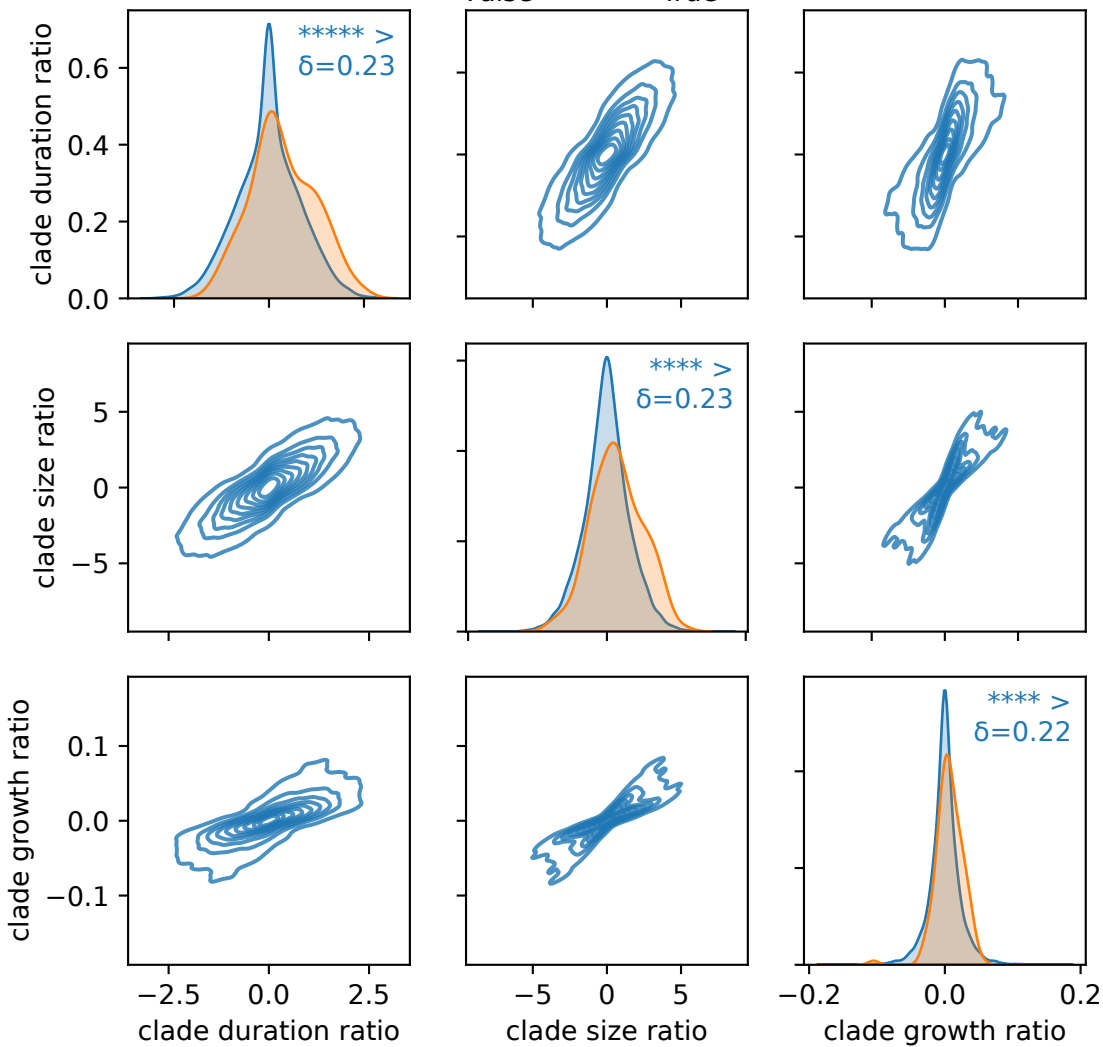 clade duration ratio
0.6
0.4
0.2
0.0
***** >
δ=0.23
clade size ratio
5
0
−5
**** >
δ=0.23
clade growth ratio
0.1
0.0
−0.1
**** >
δ=0.22
−2.5 0.0 2.5
−5 0 5
−0.2 0.0 0.2
clade duration ratio
clade size ratio
clade growth ratio